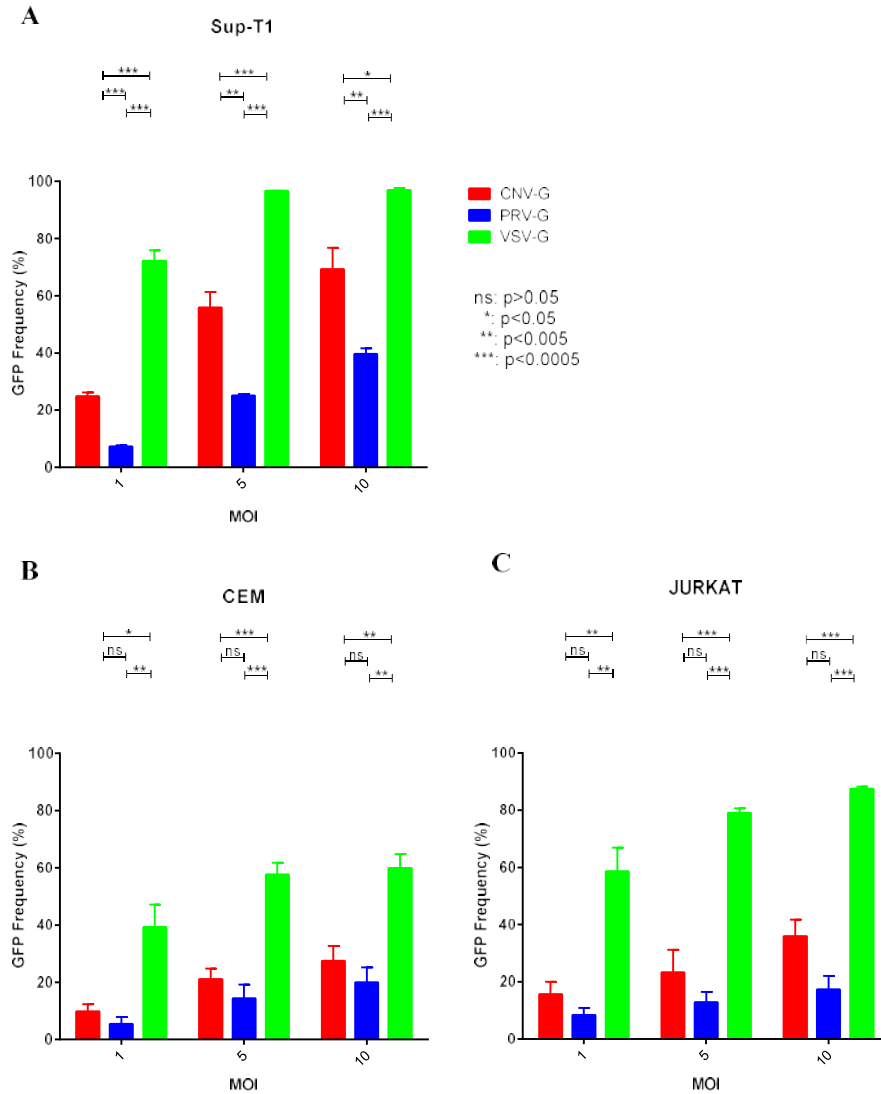 A
Sup-T1
*** *** *
*** ** **
*** *** ***
100
80
60
40
20
0
GFP Frequency (%)
1 5 10
MOI
CNV-G
PRV-G
VSV-G
ns: p>0.05
*: p<0.05
**: p<0.005
***: p<0.0005
B
CEM
* *** **
ns ns ns
** *** **
100
80
60
40
20
0
GFP Frequency (%)
1 5 10
MOI
C
JURKAT
** *** ***
ns ns ns
** *** ***
100
80
60
40
20
0
GFP Frequency (%)
1 5 10
MOI